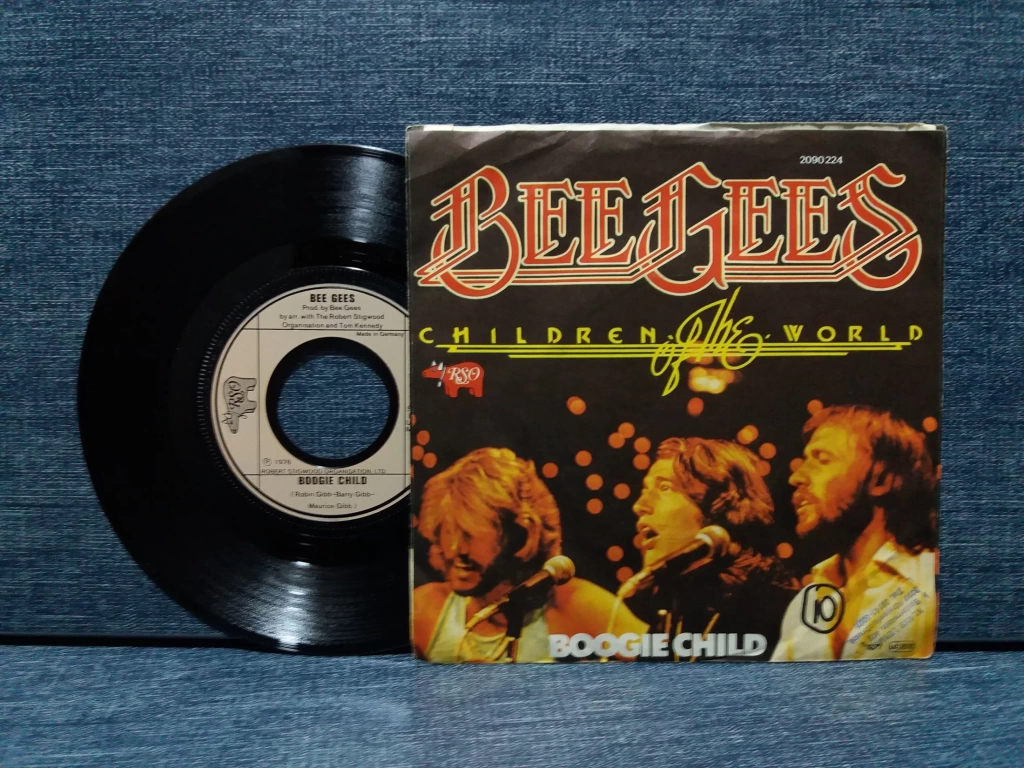 BEE GEES
Prod. by Bee Gees
by arr. with The Robert Stigwood
Organisation and Tom Kennedy
Made in Germany
RSO
Ⓟ 1976
ROBERT STIGWOOD ORGANISATION, LTD.
BOOGIE CHILD
(Robin Gibb-Barry Gibb-
Maurice Gibb)
2090 224
BEE GEES
CHILDREN of The WORLD
RSO
10
BOOGIE CHILD